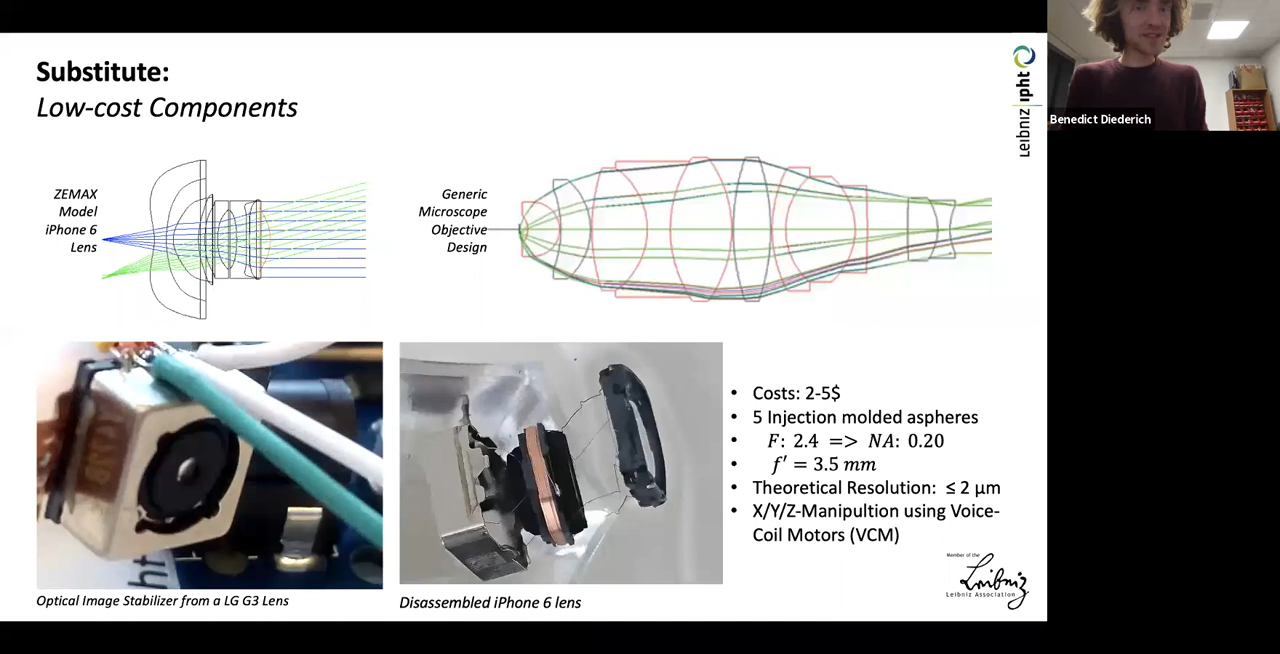 Substitute:
Low-cost Components
Leibniz ipht
Benedict Diederich
ZEMAX
Model
iPhone 6
Lens
Generic
Microscope
Objective
Design
• Costs: 2-5$
• 5 Injection molded aspheres
• F: 2.4 => NA: 0.20
• f' = 3.5 mm
• Theoretical Resolution: ≤ 2 µm
• X/Y/Z-Manipultion using Voice-
Coil Motors (VCM)
Optical Image Stabilizer from a LG G3 Lens
Disassembled iPhone 6 lens
Member of the
Leibniz
Leibniz Association